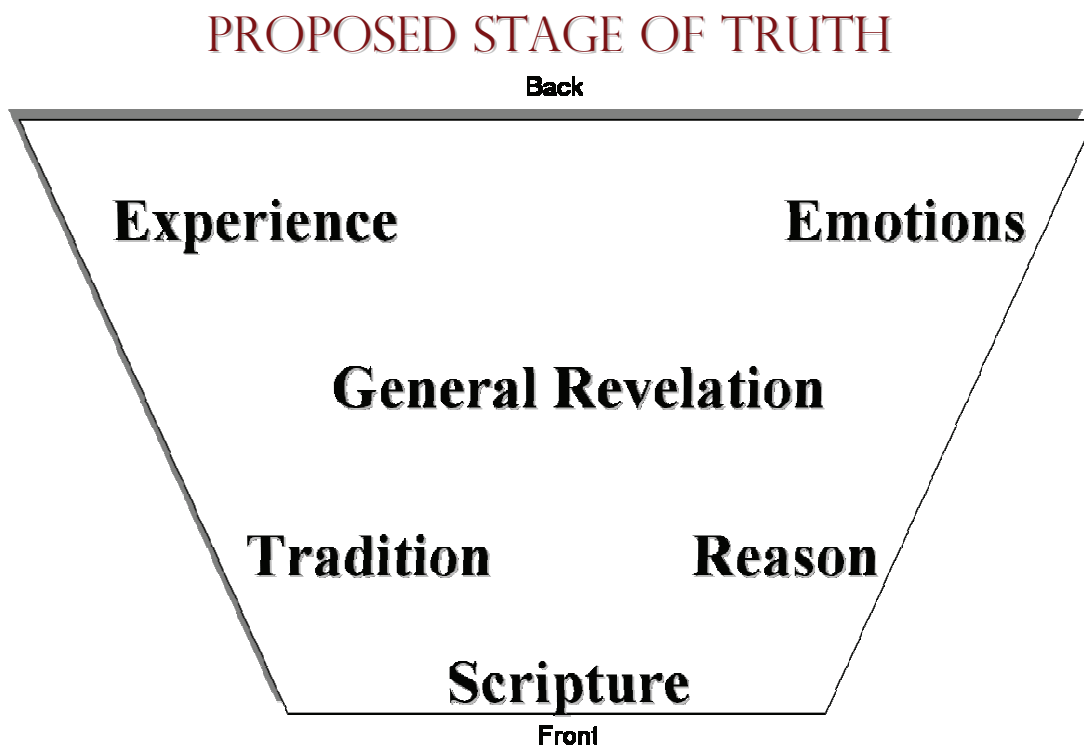 PROPOSED STAGE OF TRUTH
Back
Experience Emotions
General Revelation
Tradition Reason
Scripture
Front